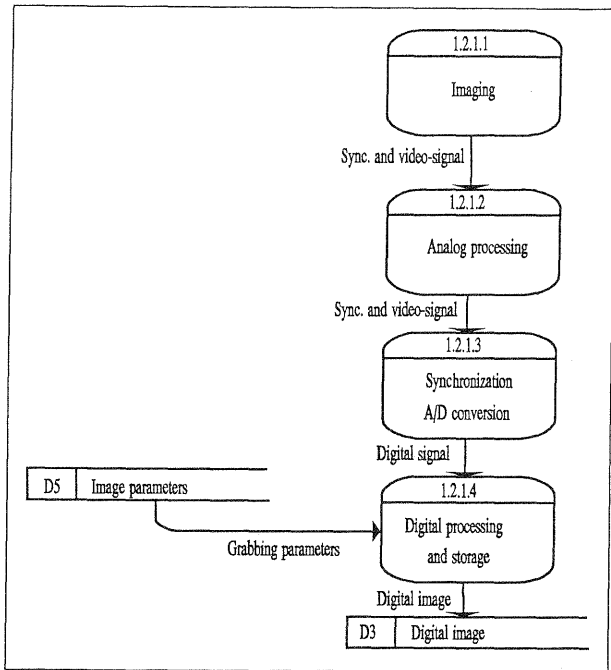 1.2.1.1
Imaging
Sync. and video-signal
1.2.1.2
Analog processing
Sync. and video-signal
1.2.1.3
Synchronization
A/D conversion
Digital signal
D5 Image parameters
1.2.1.4
Digital processing
and storage
Grabbing parameters
Digital image
D3 Digital image